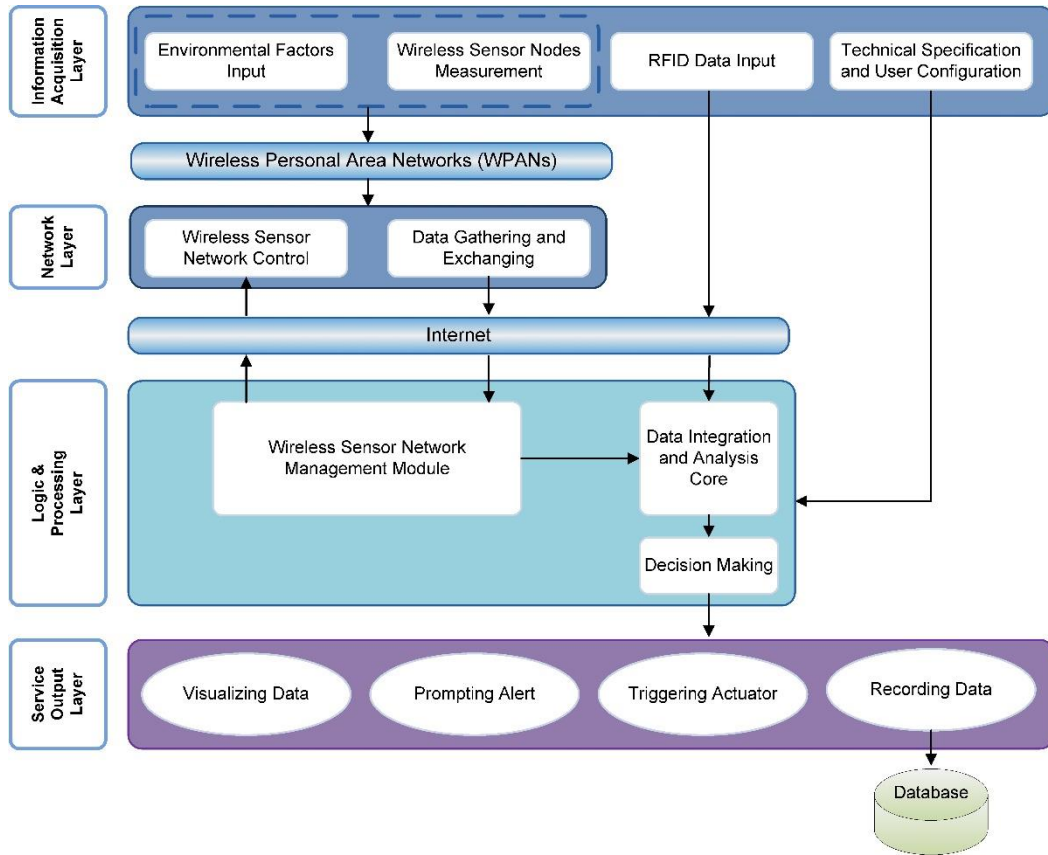 Information
Acquisition
Layer
Environmental Factors
Input
Wireless Sensor Nodes
Measurement
RFID Data Input
Technical Specification
and User Configuration
Wireless Personal Area Networks (WPANs)
Network
Layer
Wireless Sensor
Network Control
Data Gathering and
Exchanging
Internet
Logic &
Processing
Layer
Wireless Sensor Network
Management Module
Data Integration
and Analysis
Core
Decision Making
Service
Output
Layer
Visualizing Data
Prompting Alert
Triggering Actuator
Recording Data
Database